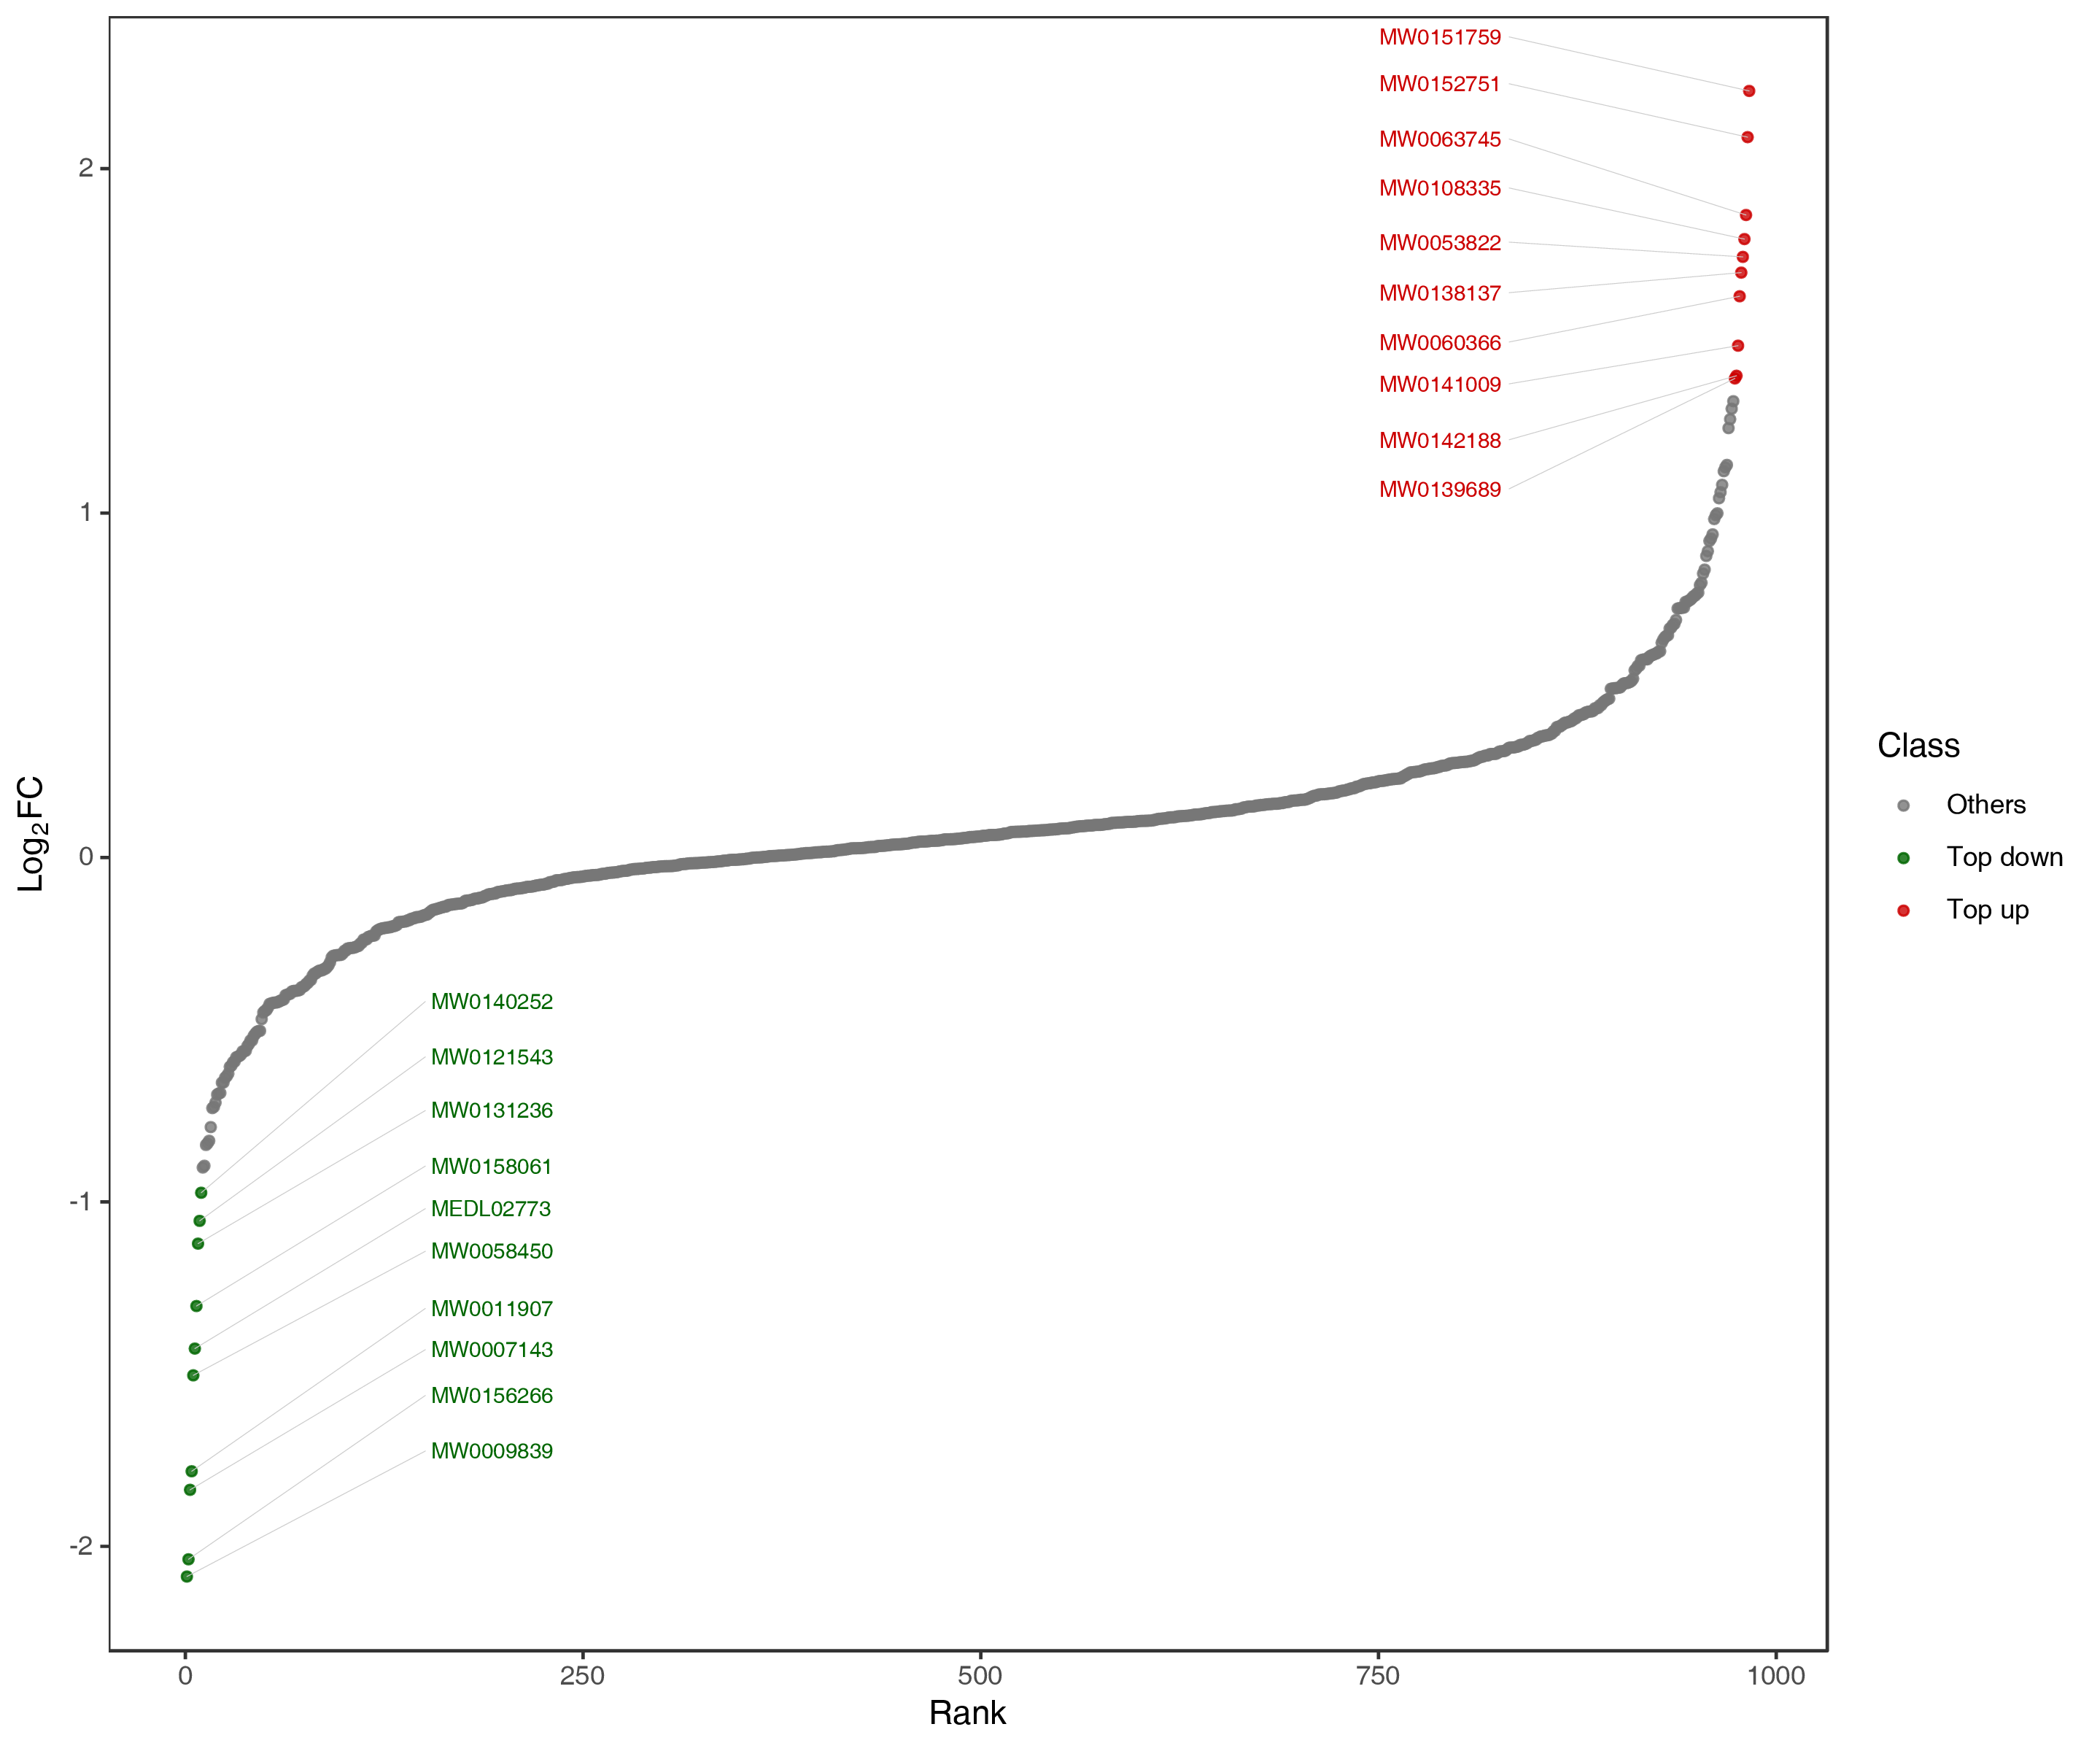 MW0151759
MW0152751
MW0063745
MW0108335
MW0053822
MW0138137
MW0060366
MW0141009
MW0142188
MW0139689
MW0140252
MW0121543
MW0131236
MW0158061
MEDL02773
MW0058450
MW0011907
MW0007143
MW0156266
MW0009839
2
1
0
-1
-2
Log₂FC
0 250 500 750 1000
Rank
Class
Others
Top down
Top up